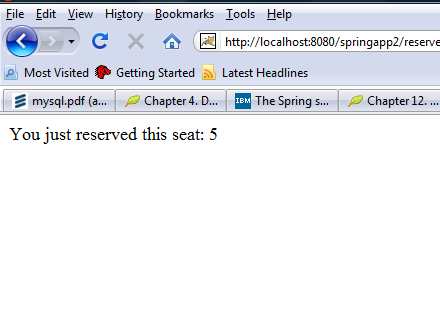 File Edit View History Bookmarks Tools Help
http://localhost:8080/springapp2/reserve
Most Visited Getting Started Latest Headlines
mysql.pdf (a... Chapter 4. D... IBM The Spring s... Chapter 12. ...
You just reserved this seat: 5